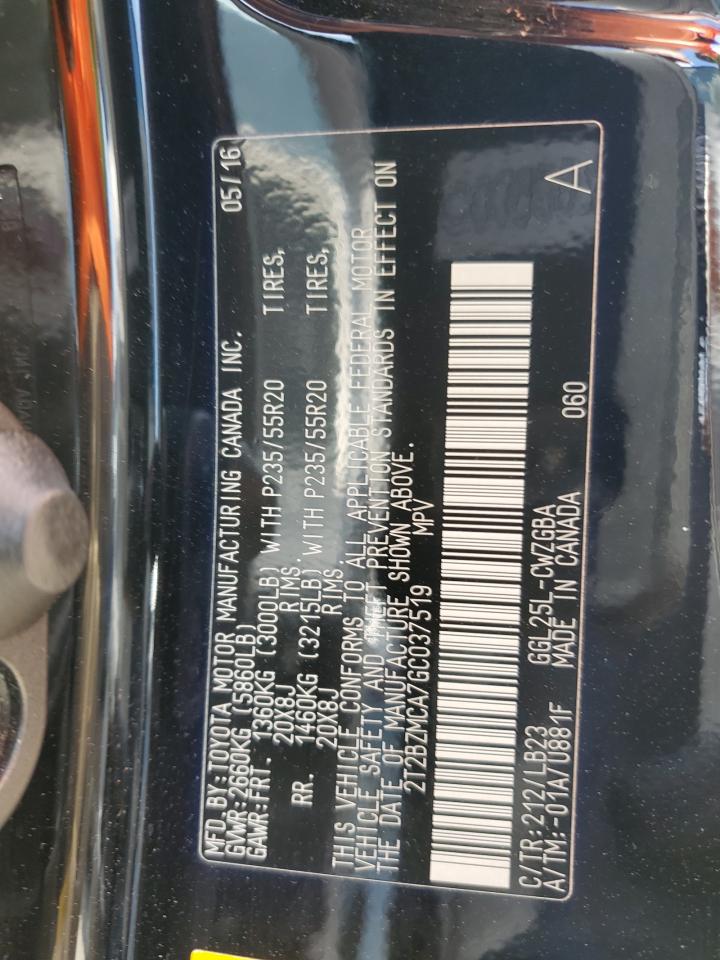 MFD.BY:TOYOTA MOTOR MANUFACTURING CANADA INC. 05/16
GVWR:2660KG (5860LB)
GAWR:FRT. 1360KG (3000LB) WITH P235/55R20 TIRES,
20X8J RIMS
RR. 1460KG (3215LB) WITH P235/55R20 TIRES,
20X8J RIMS
THIS VEHICLE CONFORMS TO ALL APPLICABLE FEDERAL MOTOR
VEHICLE SAFETY AND THEFT PREVENTION STANDARDS IN EFFECT ON
THE DATE OF MANUFACTURE SHOWN ABOVE.
2T2BZMCA7GC037519 MPV
C/TR:212/LB23 GGL25L-CWZGBA 060
A/TM:-01A/U881F MADE IN CANADA A